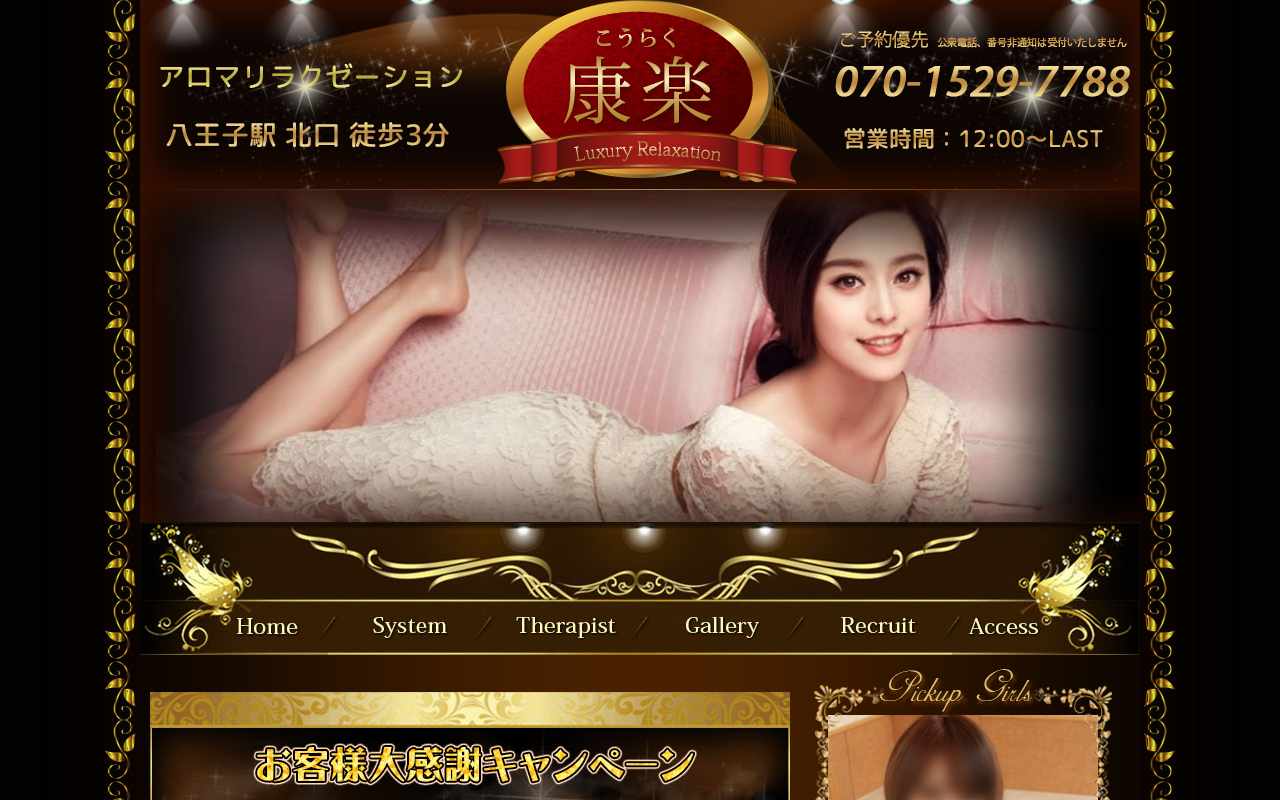 アロマリラクゼーション
八王子駅 北口 徒歩3分
こうらく
康楽
Luxury Relaxation
ご予約優先 公衆電話、番号非通知は受付いたしません
070-1529-7788
営業時間：12:00～LAST
Home
System
Therapist
Gallery
Recruit
Access
Pickup Girls
お客様大感謝キャンペーン